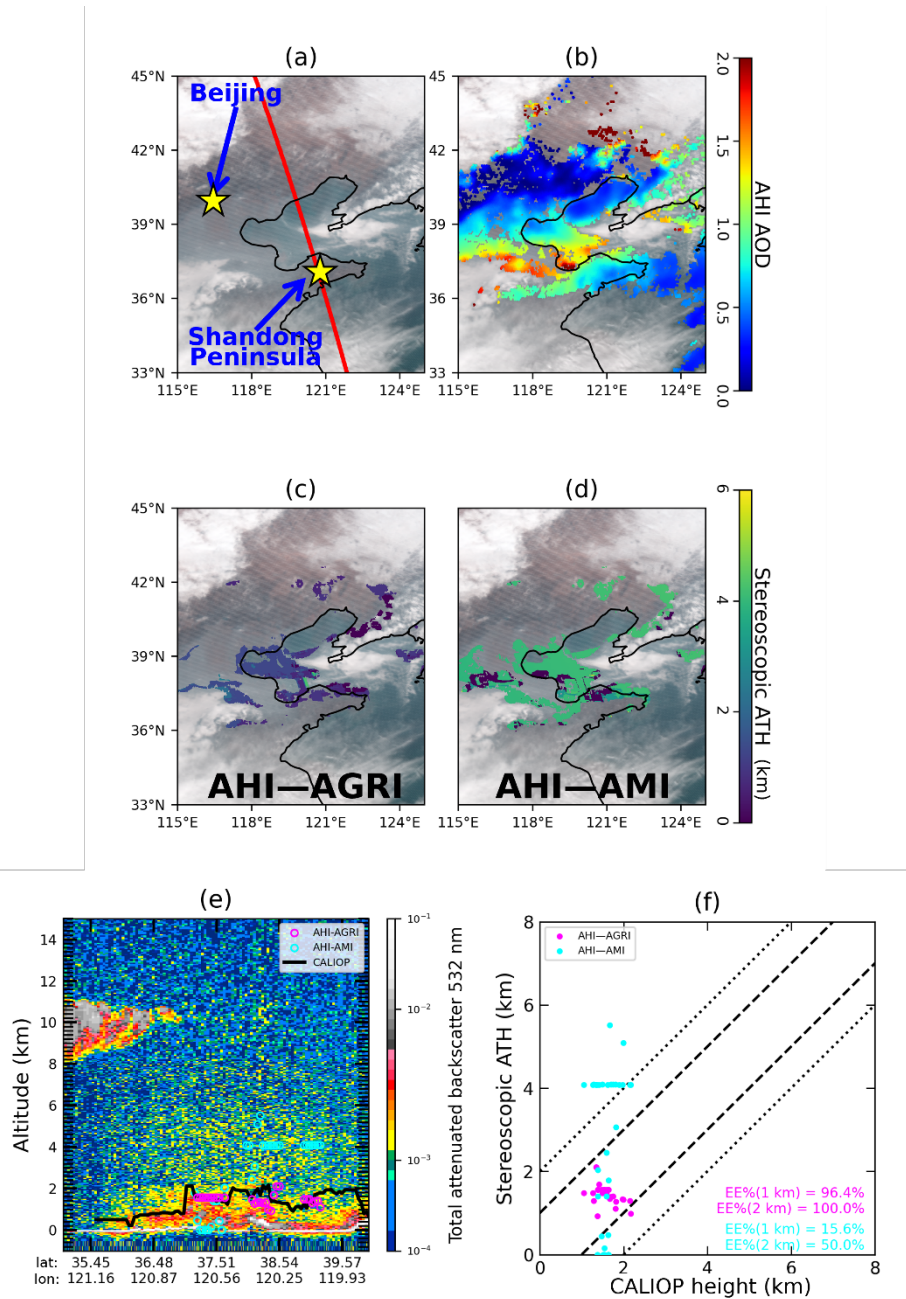 (a)
(b)
45°N
42°N
39°N
36°N
33°N
115°E
118°E
121°E
124°E
Beijing
Shandong
Peninsula
45
42
39
36
33
115°E
118°E
121°E
124°E
2.0
1.5
1.0
0.5
0.0
AHI AOD
(c)
(d)
45°N
42°N
39°N
36°N
33°N
115°E
118°E
121°E
124°E
AHI—AGRI
45°N
42°N
39°N
36°N
33°N
115°E
118°E
121°E
124°E
AHI—AMI
6
4
2
0
Stereoscopic ATH (km)
(e)
Altitude (km)
14
12
10
8
6
4
2
0
AHI-AGRI
AHI-AMI
CALIOP
lat: 35.45 36.48 37.51 38.54 39.57
lon: 121.16 120.87 120.56 120.25 119.93
10⁻¹
10⁻²
10⁻³
10⁻⁴
Total attenuated backscatter 532 nm
(f)
Stereoscopic ATH (km)
8
6
4
2
0
AHI—AGRI
AHI—AMI
EE%(1 km) = 96.4%
EE%(2 km) = 100.0%
EE%(1 km) = 15.6%
EE%(2 km) = 50.0%
0 2 4 6 8
CALIOP height (km)